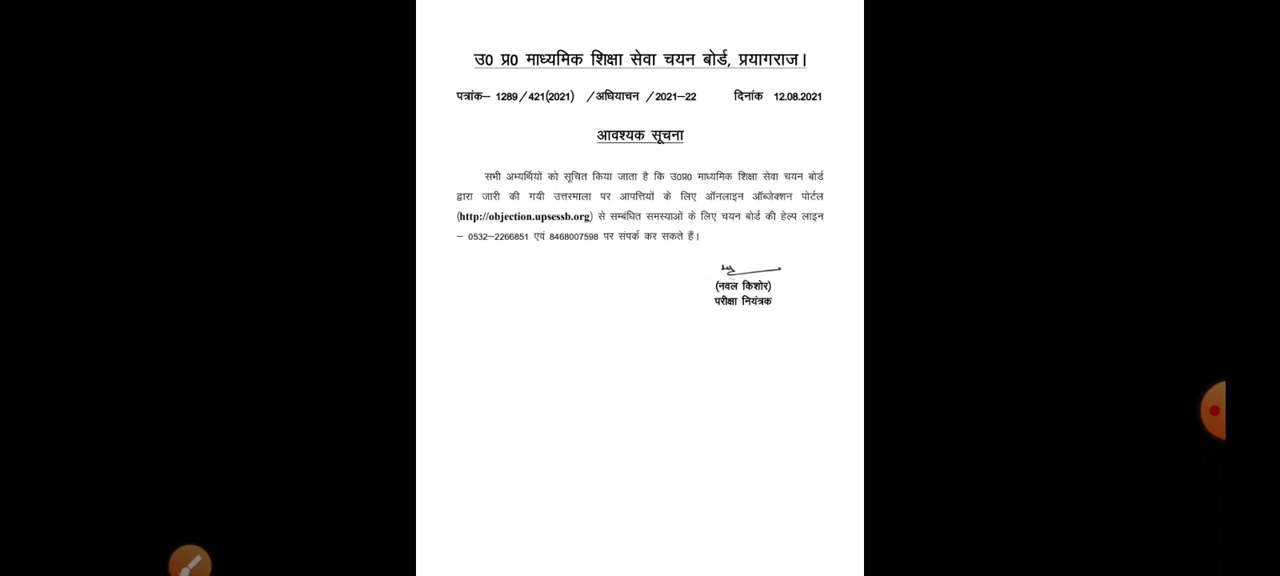 उ0 प्र0 माध्यमिक शिक्षा सेवा चयन बोर्ड, प्रयागराज।
पत्रांक– 1289/421(2021) /अधियाचन /2021–22 दिनांक 12.08.2021
आवश्यक सूचना
सभी अभ्यर्थियों को सूचित किया जाता है कि उ0प्र0 माध्यमिक शिक्षा सेवा चयन बोर्ड
द्वारा जारी की गयी उत्तरमाला पर आपत्तियों के लिए ऑनलाइन ऑब्जेक्शन पोर्टल
(http://objection.upsessb.org) से सम्बंधित समस्याओं के लिए चयन बोर्ड की हेल्प लाइन
– 0532–2266851 एवं 8468007598 पर संपर्क कर सकते हैं।
(नवल किशोर)
परीक्षा नियंत्रक